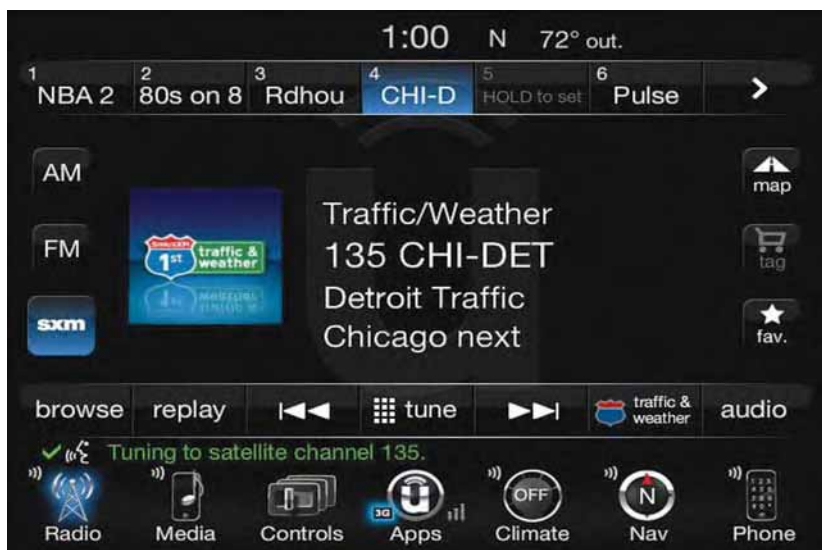 1:00 N 72° out.
1 NBA 2
2 80s on 8
3 Rdhou
4 CHI-D
5 HOLD to set
6 Pulse
AM
FM
sxm
SIRIUSXM
1st traffic & weather
Traffic/Weather
135 CHI-DET
Detroit Traffic
Chicago next
map
tag
fav.
browse replay tune traffic & weather audio
Tuning to satellite channel 135.
OFF
3G
N
Radio Media Controls Apps Climate Nav Phone